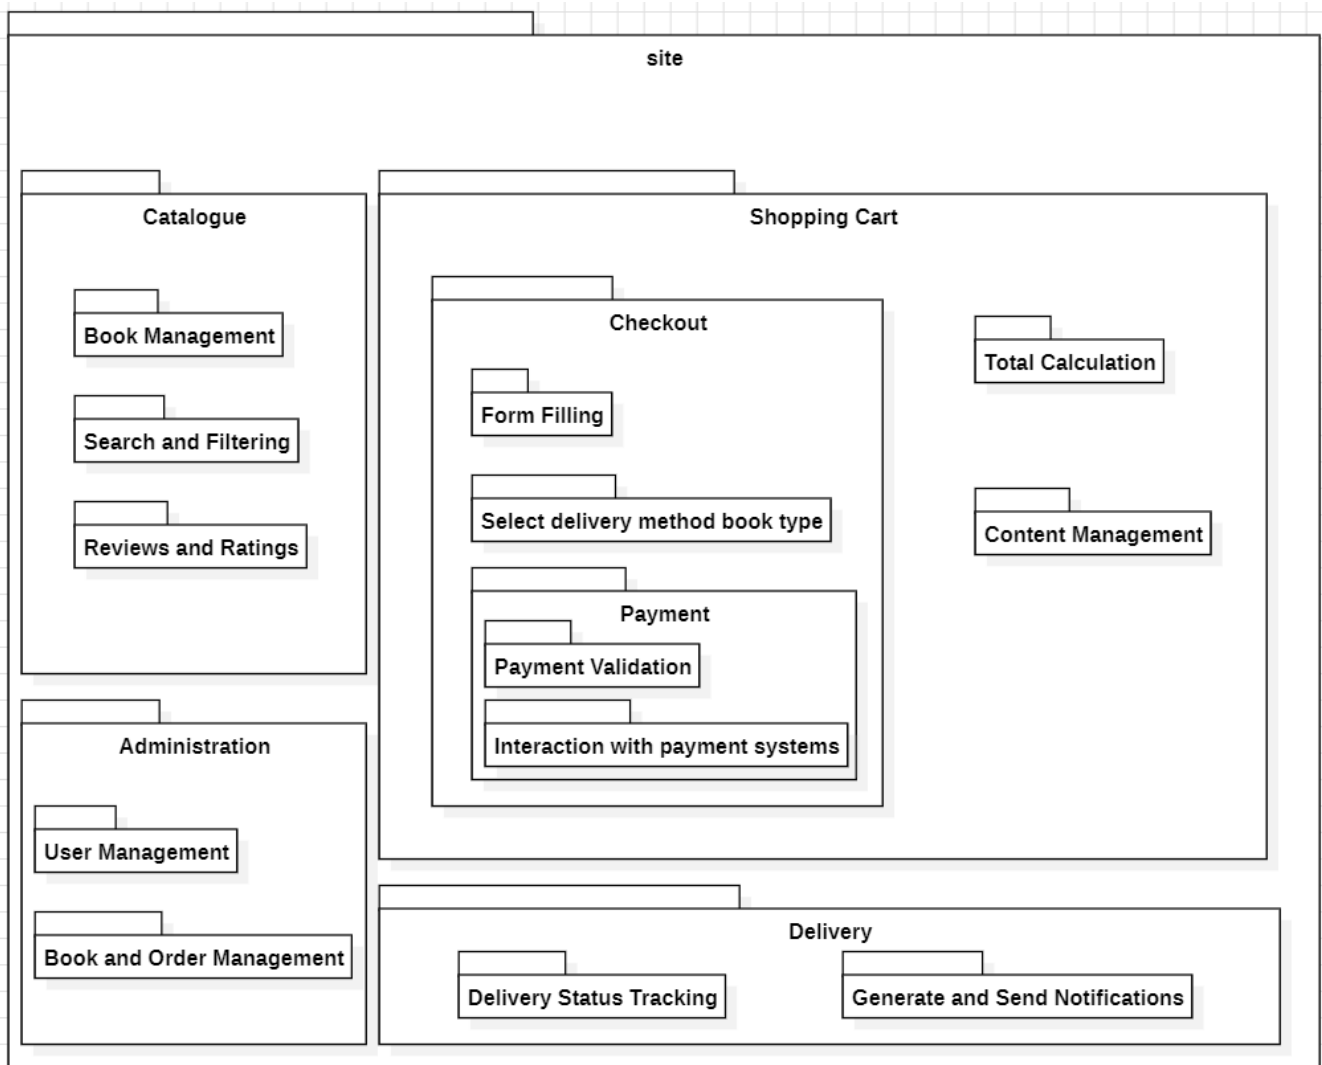 site
Catalogue
Book Management
Search and Filtering
Reviews and Ratings
Shopping Cart
Checkout
Form Filling
Select delivery method book type
Payment
Payment Validation
Interaction with payment systems
Total Calculation
Content Management
Administration
User Management
Book and Order Management
Delivery
Delivery Status Tracking
Generate and Send Notifications